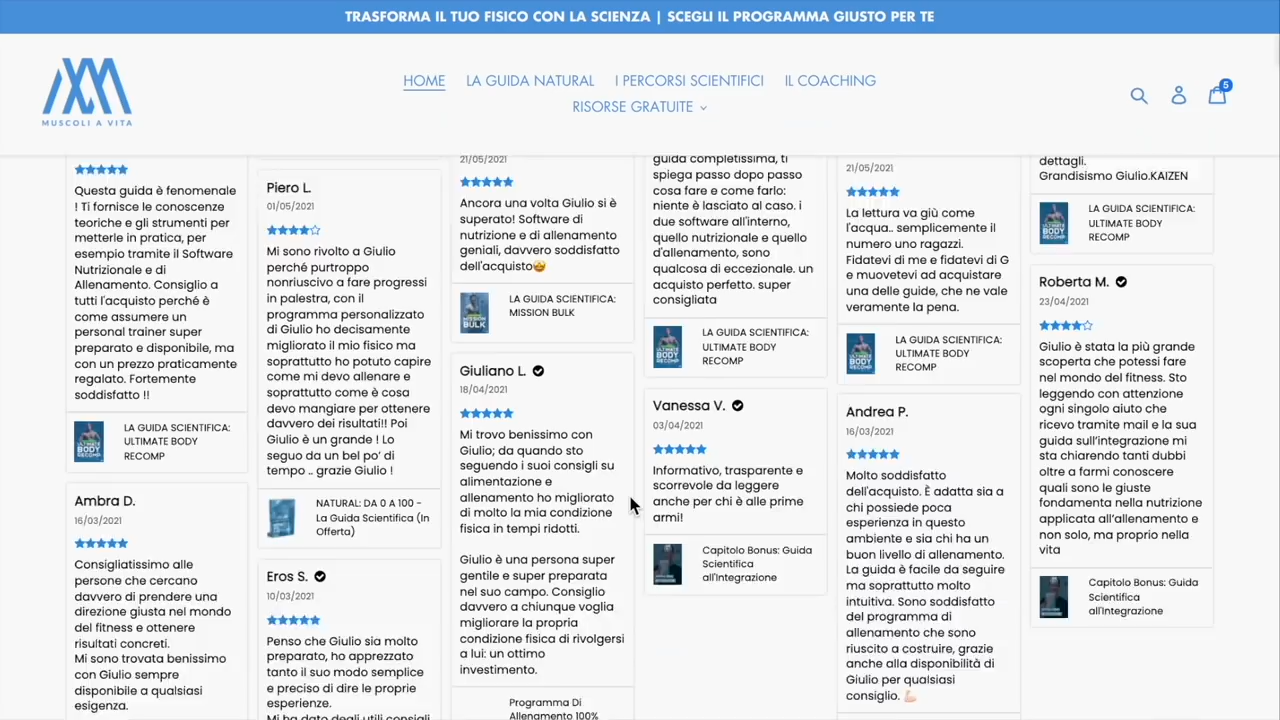 TRASFORMA IL TUO FISICO CON LA SCIENZA | SCEGLI IL PROGRAMMA GIUSTO PER TE
MUSCOLI A VITA
HOME
LA GUIDA NATURAL
I PERCORSI SCIENTIFICI
IL COACHING
RISORSE GRATUITE
5
Questa guida è fenomenale
! Ti fornisce le conoscenze
teoriche e gli strumenti per
metterle in pratica, per
esempio tramite il Software
Nutrizionale e di
Allenamento. Consiglio a
tutti l'acquisto perché è
come assumere un
personal trainer super
preparato e disponibile, ma
con un prezzo praticamente
regalato. Fortemente
soddisfatto !!
LA GUIDA SCIENTIFICA:
ULTIMATE BODY
RECOMP
Ambra D.
16/03/2021
Consigliatissimo alle
persone che cercano
davvero di prendere una
direzione giusta nel mondo
del fitness e ottenere
risultati concreti.
Mi sono trovata benissimo
con Giulio sempre
disponibile a qualsiasi
esigenza.
Piero L.
01/05/2021
Mi sono rivolto a Giulio
perché purtroppo
nonriuscivo a fare progressi
in palestra, con il
programma personalizzato
di Giulio ho decisamente
migliorato il mio fisico ma
soprattutto ho potuto capire
come mi devo allenare e
soprattutto come è cosa
devo mangiare per ottenere
davvero dei risultati!! Poi
Giulio è un grande ! Lo
seguo da un bel po' di
tempo .. grazie Giulio !
NATURAL: DA 0 A 100 -
La Guida Scientifica (In
Offerta)
Eros S.
10/03/2021
Penso che Giulio sia molto
preparato, ho apprezzato
tanto il suo modo semplice
e preciso di dire le proprie
esperienze.
Mi ha dato degli utili consigli
21/05/2021
Ancora una volta Giulio si è
superato! Software di
nutrizione e di allenamento
geniali, davvero soddisfatto
dell'acquisto🤩
LA GUIDA SCIENTIFICA:
MISSION BULK
Giuliano L.
18/04/2021
Mi trovo benissimo con
Giulio; da quando sto
seguendo i suoi consigli su
alimentazione e
allenamento ho migliorato
di molto la mia condizione
fisica in tempi ridotti.
Giulio è una persona super
gentile e super preparata
nel suo campo. Consiglio
davvero a chiunque voglia
migliorare la propria
condizione fisica di rivolgersi
a lui: un ottimo
investimento.
Programma Di
Allenamento 100%
guida completissima, ti
spiega passo dopo passo
cosa fare e come farlo:
niente è lasciato al caso. i
due software all'interno,
quello nutrizionale e quello
d'allenamento, sono
qualcosa di eccezionale. un
acquisto perfetto. super
consigliata
LA GUIDA SCIENTIFICA:
ULTIMATE BODY
RECOMP
Vanessa V.
03/04/2021
Informativo, trasparente e
scorrevole da leggere
anche per chi è alle prime
armi!
Capitolo Bonus: Guida
Scientifica
all'Integrazione
21/05/2021
La lettura va giù come
l'acqua.. semplicemente il
numero uno ragazzi.
Fidatevi di me e fidatevi di G
e muovetevi ad acquistare
una delle guide, che ne vale
veramente la pena.
LA GUIDA SCIENTIFICA:
ULTIMATE BODY
RECOMP
Andrea P.
16/03/2021
Molto soddisfatto
dell'acquisto. È adatta sia a
chi possiede poca
esperienza in questo
ambiente e sia chi ha un
buon livello di allenamento.
La guida è facile da seguire
ma soprattutto molto
intuitiva. Sono soddisfatto
del programma di
allenamento che sono
riuscito a costruire, grazie
anche alla disponibilità di
Giulio per qualsiasi
consiglio. 💪🏻
dettagli.
Grandisismo Giulio.KAIZEN
LA GUIDA SCIENTIFICA:
ULTIMATE BODY
RECOMP
Roberta M.
23/04/2021
Giulio è stata la più grande
scoperta che potessi fare
nel mondo del fitness. Sto
leggendo con attenzione
ogni singolo aiuto che
ricevo tramite mail e la sua
guida sull'integrazione mi
sta chiarendo tanti dubbi
oltre a farmi conoscere
quali sono le giuste
fondamenta nella nutrizione
applicata all'allenamento e
non solo, ma proprio nella
vita
Capitolo Bonus: Guida
Scientifica
all'Integrazione